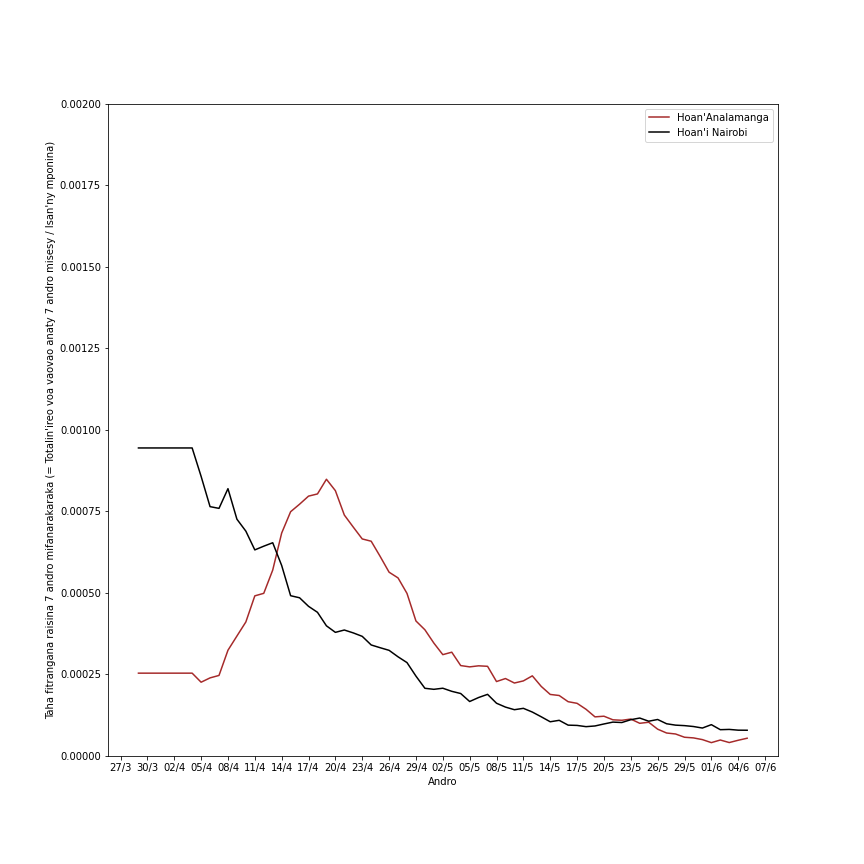 Hoan'Analamanga
Hoan'i Nairobi
Taha fitrangana raisina 7 andro mifanarakaraka (= Totalin'ireo voa vaovao anaty 7 andro misesy / Isan'ny mponina)
0.00200
0.00175
0.00150
0.00125
0.00100
0.00075
0.00050
0.00025
0.00000
27/3 30/3 02/4 05/4 08/4 11/4 14/4 17/4 20/4 23/4 26/4 29/4 02/5 05/5 08/5 11/5 14/5 17/5 20/5 23/5 26/5 29/5 01/6 04/6 07/6
Andro